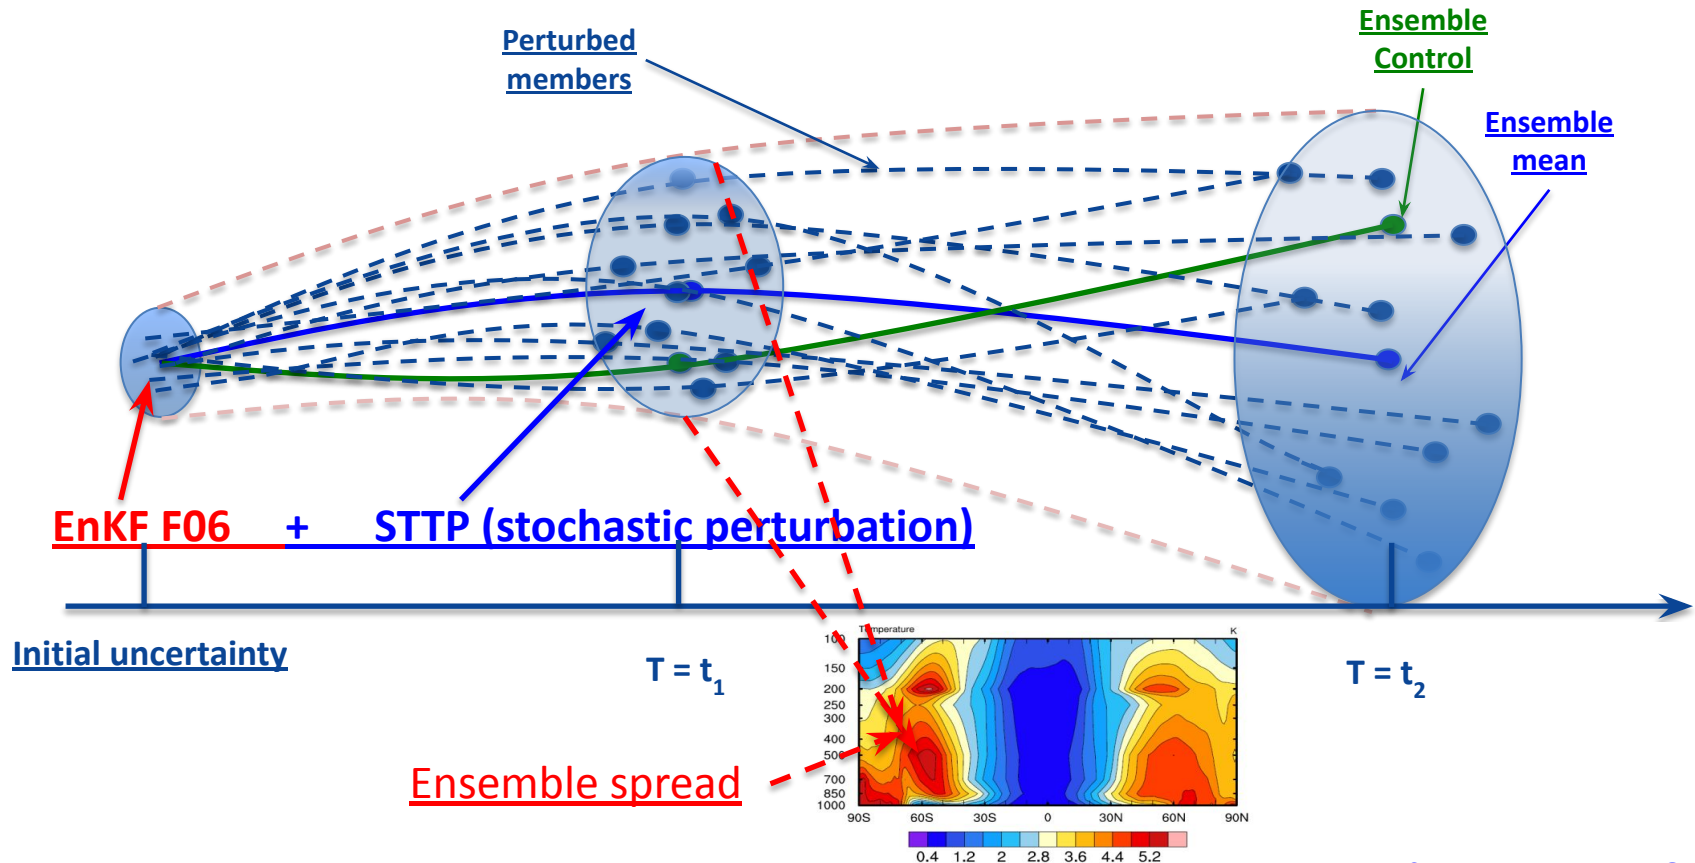 Ensemble
Control
Perturbed
members
Ensemble
mean
EnKF F06 + STTP (stochastic perturbation)
Initial uncertainty
T = t1
T = t2
Temperature K
100
150
200
250
300
400
500
700
850
1000
90S 60S 30S 0 30N 60N 90N
0.4 1.2 2 2.8 3.6 4.4 5.2
Ensemble spread